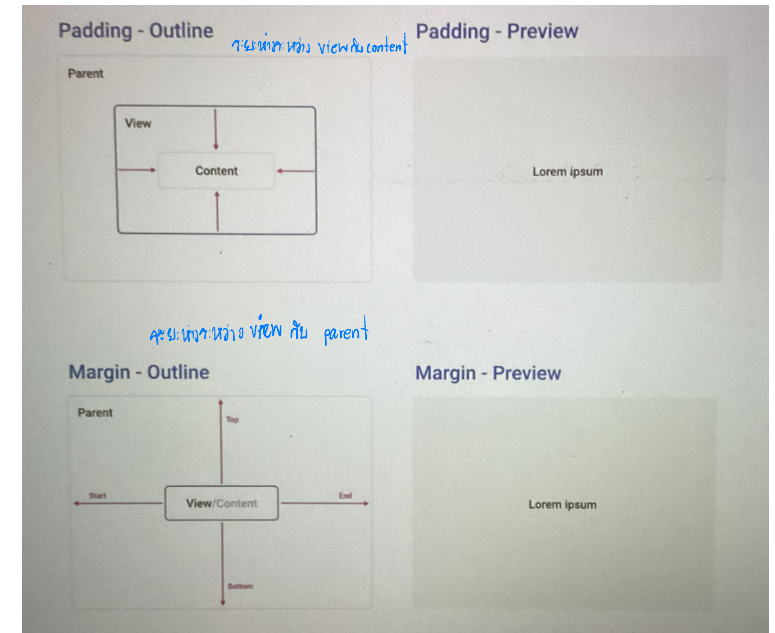 Padding - Outline
ระยะห่างระหว่าง view กับ content
Padding - Preview
Parent
View
Content
Lorem ipsum
ระยะห่างระหว่าง view กับ parent
Margin - Outline
Margin - Preview
Parent
Top
Start
View/Content
End
Bottom
Lorem ipsum